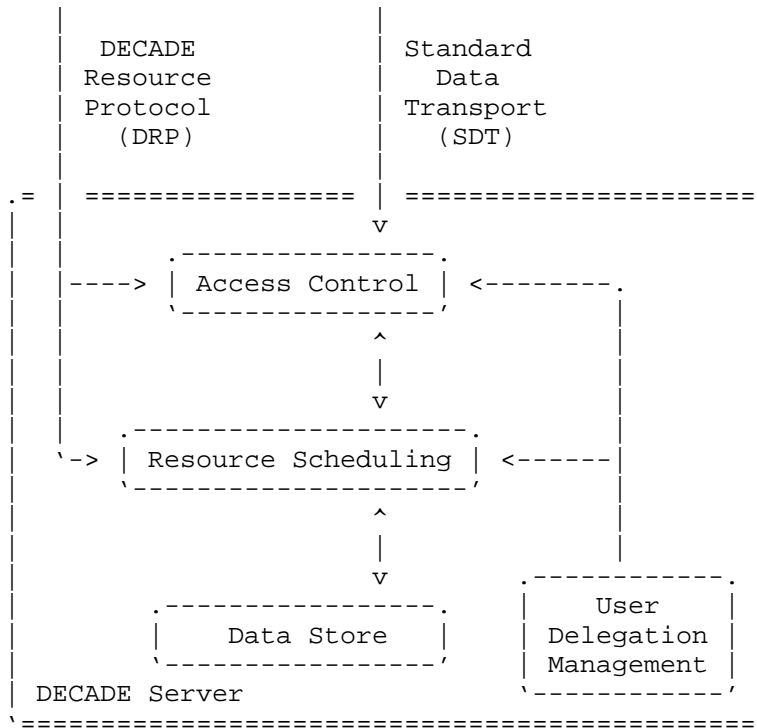 DECADE Standard
Resource Data
Protocol Transport
(DRP) (SDT)
Access Control
Resource Scheduling
User
Data Store Delegation
Management
DECADE Server